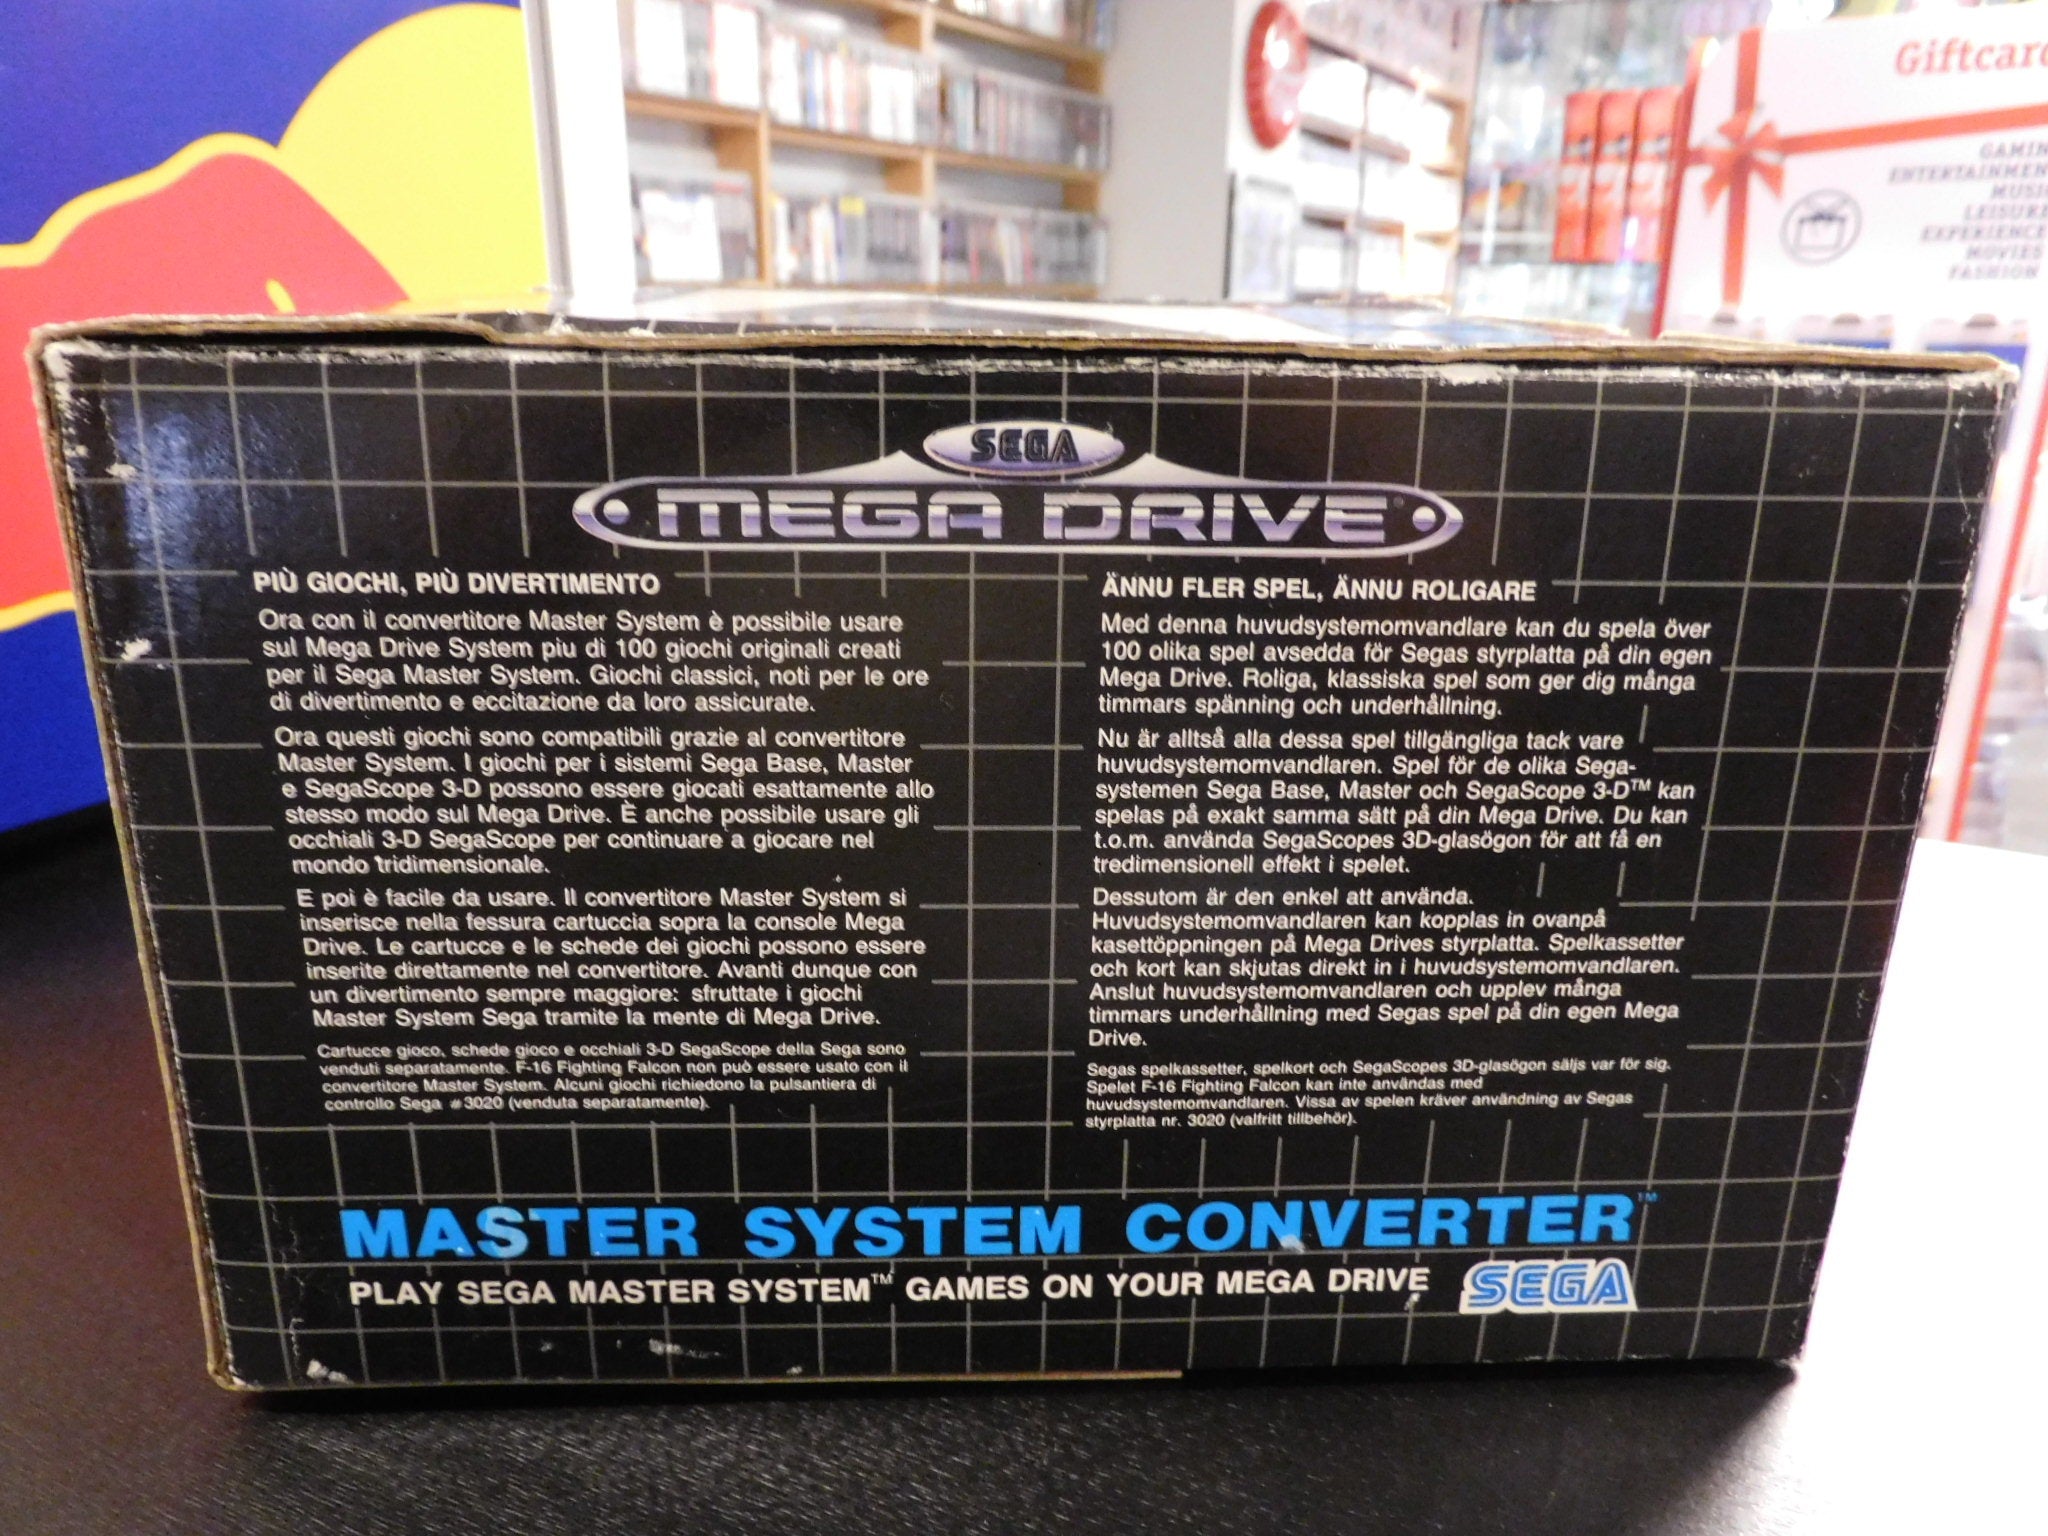 Giftcard
GAMING
ENTERTAINMENT
MUSIC
LEISURE
EXPERIENCE
MOVIES
FASHION
SEGA
MEGA DRIVE
PIÙ GIOCHI, PIÙ DIVERTIMENTO
Ora con il convertitore Master System è possibile usare
sul Mega Drive System piu di 100 giochi originali creati
per il Sega Master System. Giochi classici, noti per le ore
di divertimento e eccitazione da loro assicurate.
Ora questi giochi sono compatibili grazie al convertitore
Master System. I giochi per i sistemi Sega Base, Master
e SegaScope 3-D possono essere giocati esattamente allo
stesso modo sul Mega Drive. È anche possibile usare gli
occhiali 3-D SegaScope per continuare a giocare nel
mondo tridimensionale.
E poi è facile da usare. Il convertitore Master System si
inserisce nella fessura cartuccia sopra la console Mega
Drive. Le cartucce e le schede dei giochi possono essere
inserite direttamente nel convertitore. Avanti dunque con
un divertimento sempre maggiore: sfruttate i giochi
Master System Sega tramite la mente di Mega Drive.
Cartucce gioco, schede gioco e occhiali 3-D SegaScope della Sega sono
venduti separatamente. F-16 Fighting Falcon non può essere usato con il
convertitore Master System. Alcuni giochi richiedono la pulsantiera di
controllo Sega #3020 (venduta separatamente).
ÄNNU FLER SPEL, ÄNNU ROLIGARE
Med denna huvudsystemomvandlare kan du spela över
100 olika spel avsedda för Segas styrplatta på din egen
Mega Drive. Roliga, klassiska spel som ger dig många
timmars spänning och underhållning.
Nu är alltså alla dessa spel tillgängliga tack vare
huvudsystemomvandlaren. Spel för de olika Sega-
systemen Sega Base, Master och SegaScope 3-D™ kan
spelas på exakt samma sätt på din Mega Drive. Du kan
t.o.m. använda SegaScopes 3D-glasögon för att få en
tredimensionell effekt i spelet.
Dessutom är den enkel att använda.
Huvudsystemomvandlaren kan kopplas in ovanpå
kasettöppningen på Mega Drives styrplatta. Spelkassetter
och kort kan skjutas direkt in i huvudsystemomvandlaren.
Anslut huvudsystemomvandlaren och upplev många
timmars underhållning med Segas spel på din egen Mega
Drive.
Segas spelkassetter, spelkort och SegaScopes 3D-glasögon säljs var för sig.
Spelet F-16 Fighting Falcon kan inte användas med
huvudsystemomvandlaren. Vissa av spelen kräver användning av Segas
styrplatta nr. 3020 (valfritt tillbehör).
MASTER SYSTEM CONVERTER™
PLAY SEGA MASTER SYSTEM™ GAMES ON YOUR MEGA DRIVE SEGA